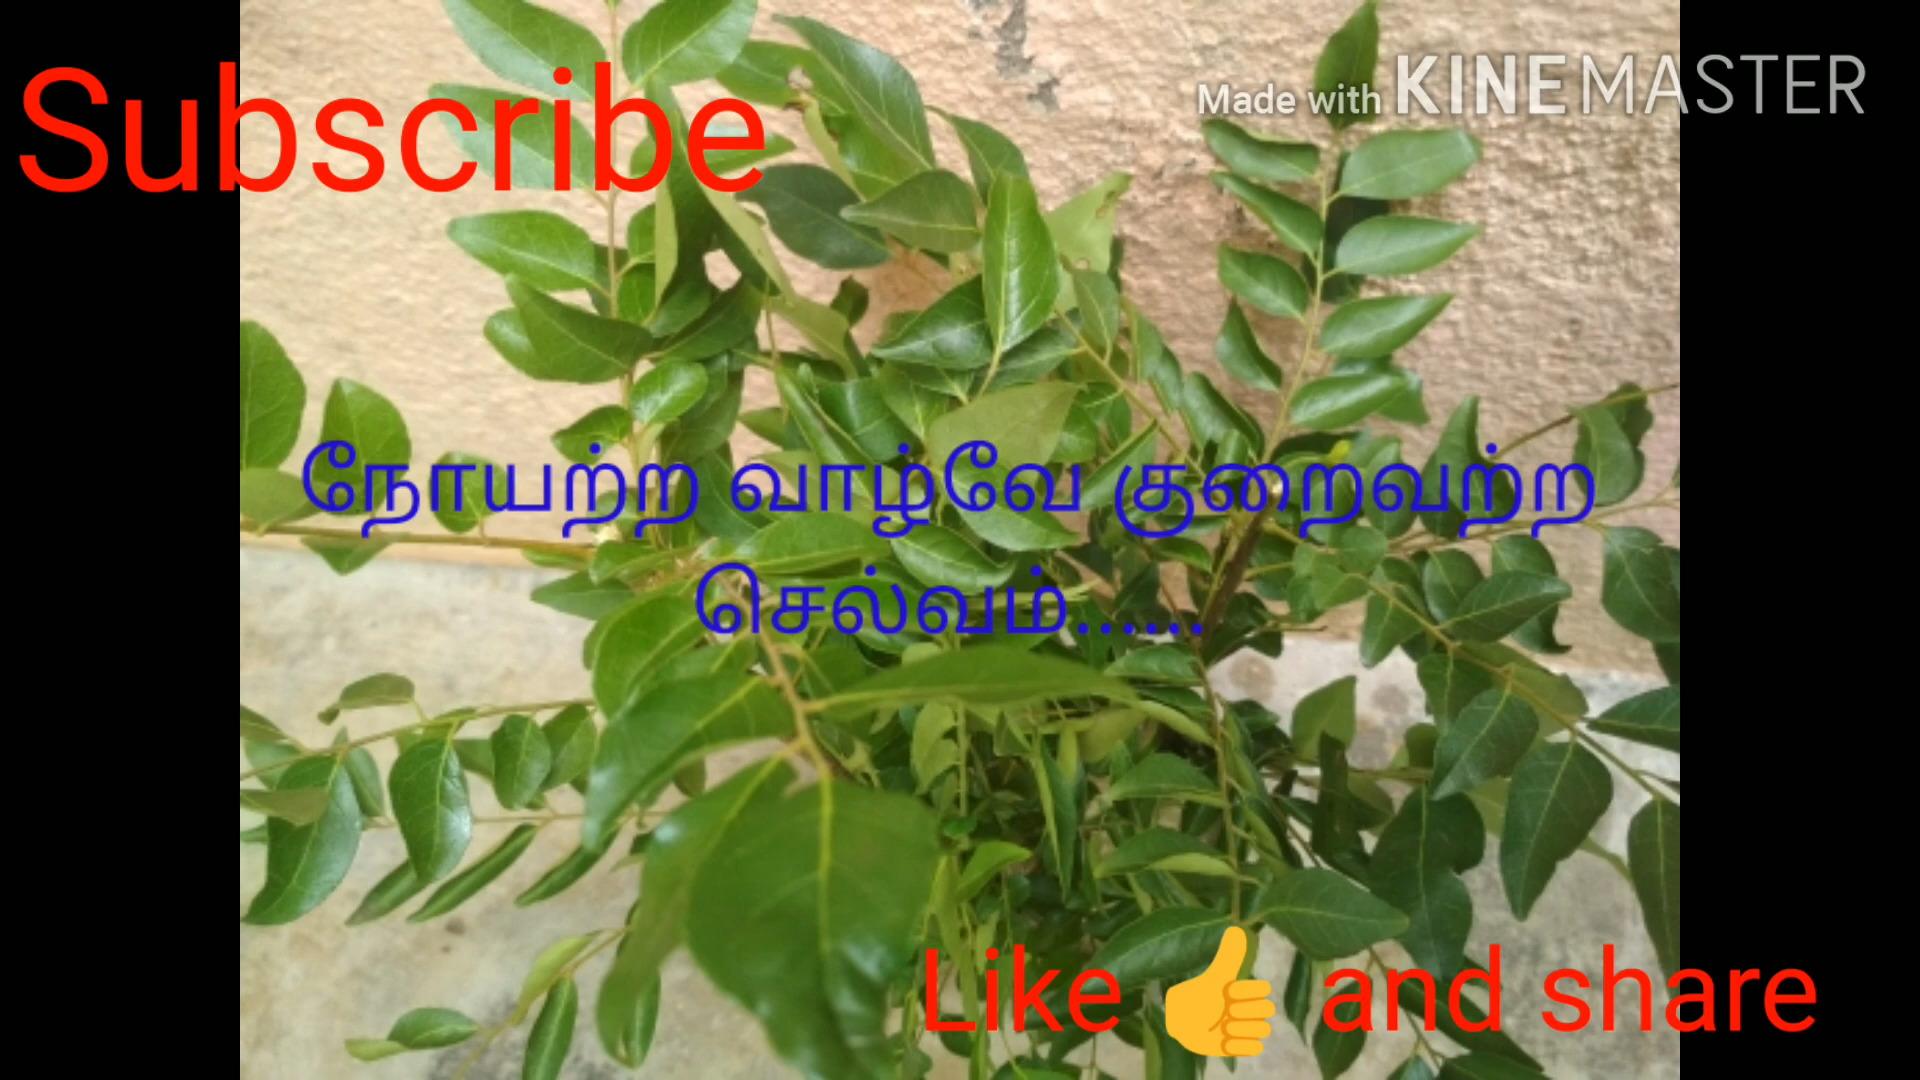 Subscribe
Made with KINEMASTER
நோயற்ற வாழ்வே குறைவற்ற
செல்வம்......
Like 👍 and share